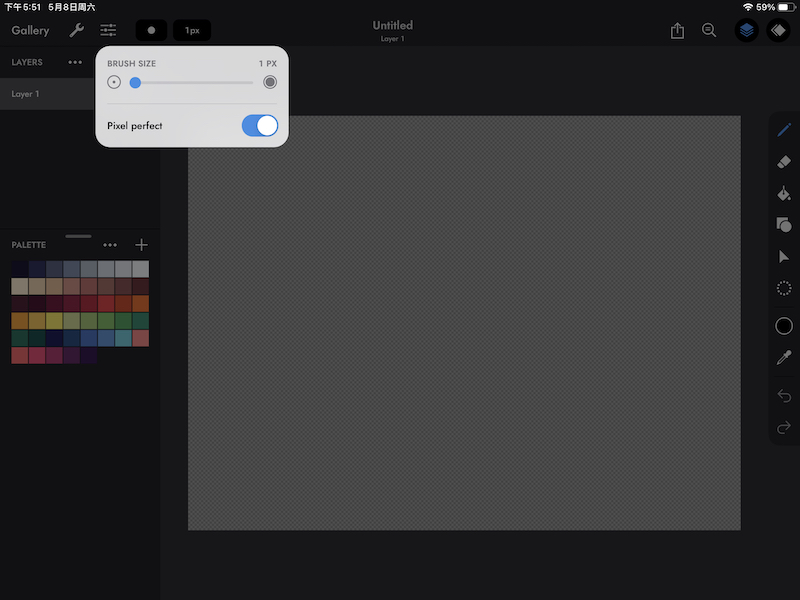 下午5:51 5月8日周六
59%
Gallery
1px
Untitled
Layer 1
LAYERS
Layer 1
BRUSH SIZE 1 PX
Pixel perfect
PALETTE